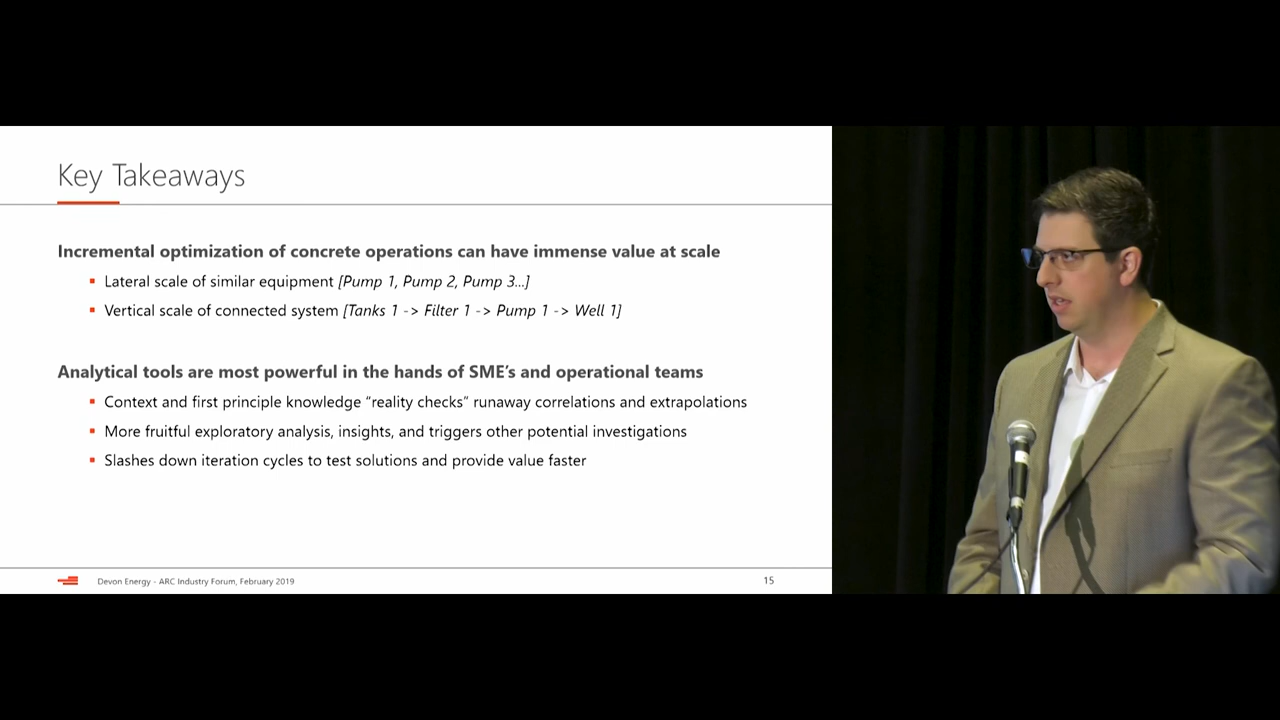 Key Takeaways
Incremental optimization of concrete operations can have immense value at scale
Lateral scale of similar equipment [Pump 1, Pump 2, Pump 3...]
Vertical scale of connected system [Tanks 1 -> Filter 1 -> Pump 1 -> Well 1]
Analytical tools are most powerful in the hands of SME's and operational teams
Context and first principle knowledge “reality checks” runaway correlations and extrapolations
More fruitful exploratory analysis, insights, and triggers other potential investigations
Slashes down iteration cycles to test solutions and provide value faster
Devon Energy - ARC Industry Forum, February 2019
15